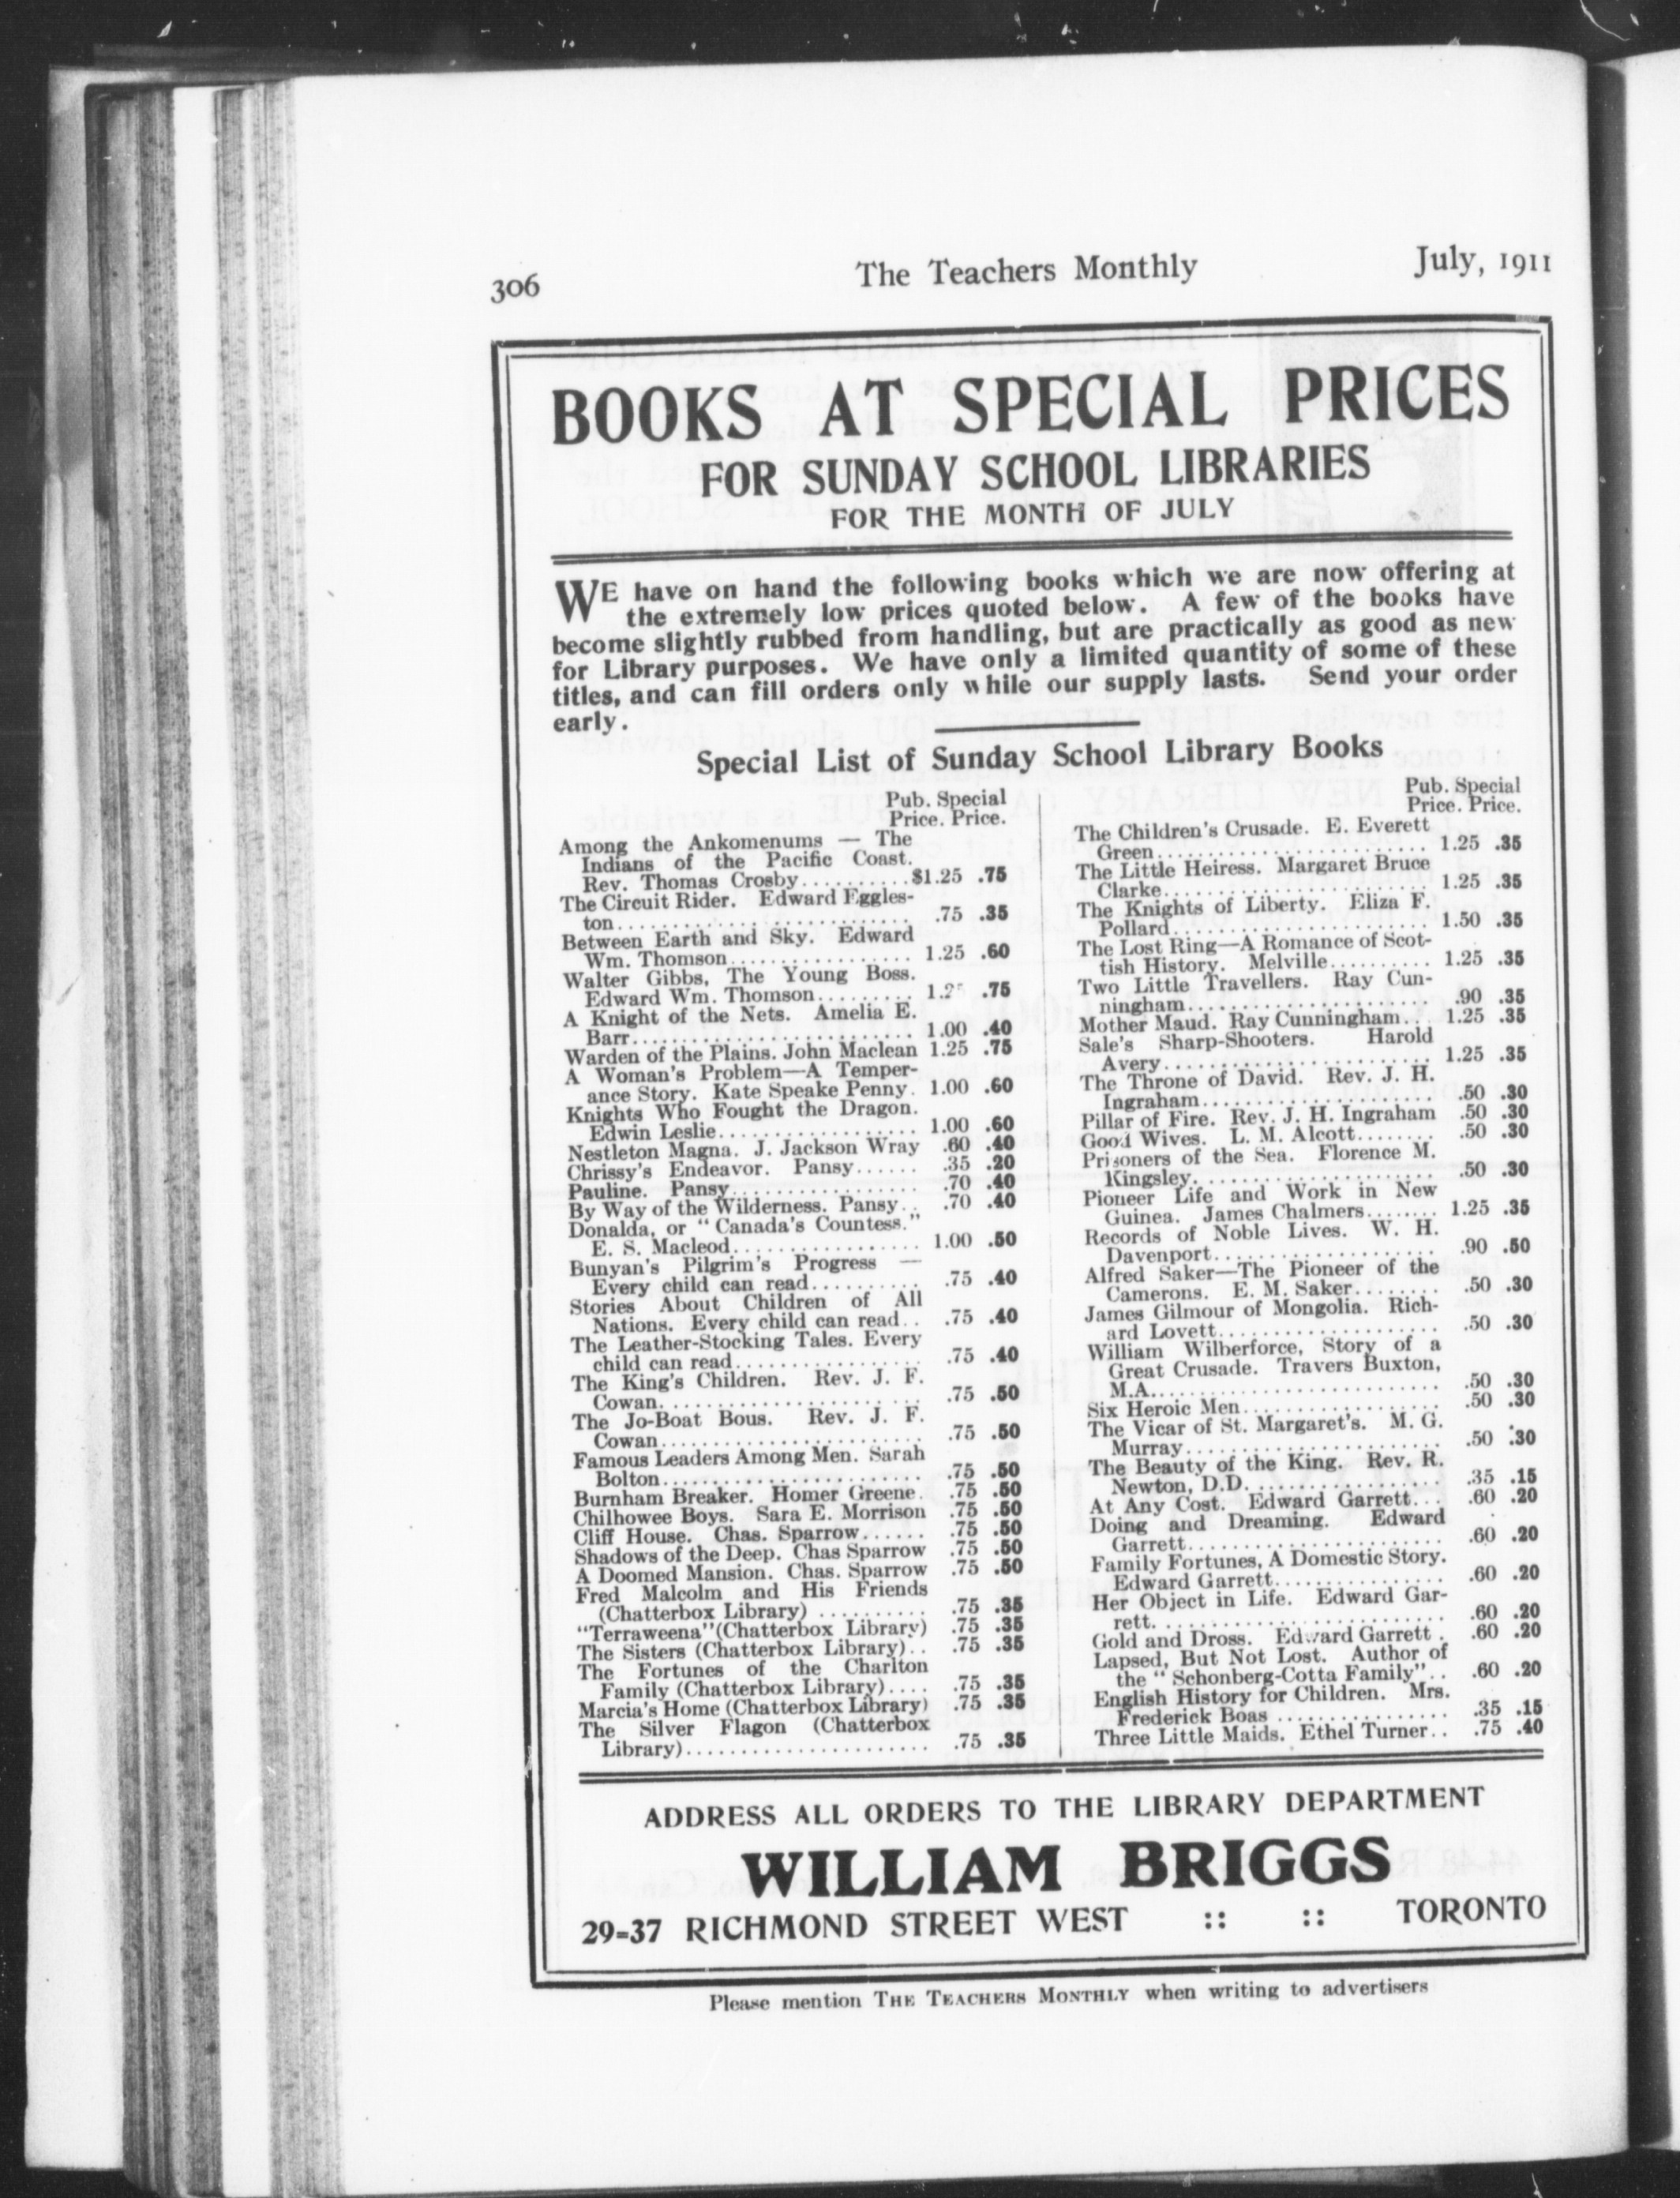 306
The Teachers Monthly
July, 1911
BOOKS AT SPECIAL PRICES
FOR SUNDAY SCHOOL LIBRARIES
FOR THE MONTH OF JULY
WE have on hand the following books which we are now offering at
the extremely low prices quoted below. A few of the books have
become slightly rubbed from handling, but are practically as good as new
for Library purposes. We have only a limited quantity of some of these
titles, and can fill orders only while our supply lasts. Send your order
early.
Special List of Sunday School Library Books
Pub. Special
Price. Price.
Among the Ankomenums — The
Indians of the Pacific Coast.
Rev. Thomas Crosby.......... $1.25 .75
The Circuit Rider. Edward Eggles-
ton.......................... .75 .35
Between Earth and Sky. Edward
Wm. Thomson................ 1.25 .60
Walter Gibbs, The Young Boss.
Edward Wm. Thomson......... .75
A Knight of the Nets. Amelia E.
Barr......................... 1.00 .40
Warden of the Plains. John Maclean 1.25 .75
A Woman's Problem—A Temper-
ance Story. Kate Speake Penny. 1.00 .60
Knights Who Fought the Dragon.
Edwin Leslie.................. 1.00 .60
Nestleton Magna. J. Jackson Wray .60 .40
Chrissy's Endeavor. Pansy...... .35 .20
Pauline. Pansy................. .70 .40
By Way of the Wilderness. Pansy.. .70 .40
Donalda, or "Canada's Countess."
E. S. Macleod................. 1.00 .50
Bunyan's Pilgrim's Progress —
Every child can read.......... .75 .40
Stories About Children of All
Nations. Every child can read.. .75 .40
The Leather-Stocking Tales. Every
child can read................. .75 .40
The King's Children. Rev. J. F.
Cowan....................... .75 .50
The Jo-Boat Bous. Rev. J. F.
Cowan....................... .75 .50
Famous Leaders Among Men. Sarah
Bolton....................... .75 .50
Burnham Breaker. Homer Greene. .75 .50
Chilhowee Boys. Sara E. Morrison .75 .50
Cliff House. Chas. Sparrow...... .75 .50
Shadows of the Deep. Chas Sparrow .75 .50
A Doomed Mansion. Chas. Sparrow .75 .50
Fred Malcolm and His Friends
(Chatterbox Library) .......... .75 .35
"Terraweena"(Chatterbox Library) .75 .35
The Sisters (Chatterbox Library).. .75 .35
The Fortunes of the Charlton
Family (Chatterbox Library).... .75 .35
Marcia's Home (Chatterbox Library) .75 .35
The Silver Flagon (Chatterbox
Library)...................... .75 .35
Pub. Special
Price. Price.
The Children's Crusade. E. Everett
Green......................... 1.25 .35
The Little Heiress. Margaret Bruce
Clarke........................ 1.25 .35
The Knights of Liberty. Eliza F.
Pollard....................... 1.50 .35
The Lost Ring—A Romance of Scot-
tish History. Melville.......... 1.25 .35
Two Little Travellers. Ray Cun-
ningham...................... .90 .35
Mother Maud. Ray Cunningham... 1.25 .35
Sale's Sharp-Shooters. Harold
Avery........................ 1.25 .35
The Throne of David. Rev. J. H.
Ingraham..................... .50 .30
Pillar of Fire. Rev. J. H. Ingraham .50 .30
Good Wives. L. M. Alcott........ .50 .30
Prisoners of the Sea. Florence M.
Kingsley...................... .50 .30
Pioneer Life and Work in New
Guinea. James Chalmers........ 1.25 .35
Records of Noble Lives. W. H.
Davenport.................... .90 .50
Alfred Saker—The Pioneer of the
Camerons. E. M. Saker........ .50 .30
James Gilmour of Mongolia. Rich-
ard Lovett.................... .50 .30
William Wilberforce, Story of a
Great Crusade. Travers Buxton,
M.A.......................... .50 .30
Six Heroic Men.................. .50 .30
The Vicar of St. Margaret's. M. G.
Murray....................... .50 .30
The Beauty of the King. Rev. R.
Newton, D.D................. .35 .15
At Any Cost. Edward Garrett... .60 .20
Doing and Dreaming. Edward
Garrett....................... .60 .20
Family Fortunes, A Domestic Story.
Edward Garrett................ .60 .20
Her Object in Life. Edward Gar-
rett........................... .60 .20
Gold and Dross. Edward Garrett . .60 .20
Lapsed, But Not Lost. Author of
the "Schonberg-Cotta Family".. .60 .20
English History for Children. Mrs.
Frederick Boas ................ .35 .15
Three Little Maids. Ethel Turner.. .75 .40
ADDRESS ALL ORDERS TO THE LIBRARY DEPARTMENT
WILLIAM BRIGGS
29-37 RICHMOND STREET WEST :: :: TORONTO
Please mention THE TEACHERS MONTHLY when writing to advertisers